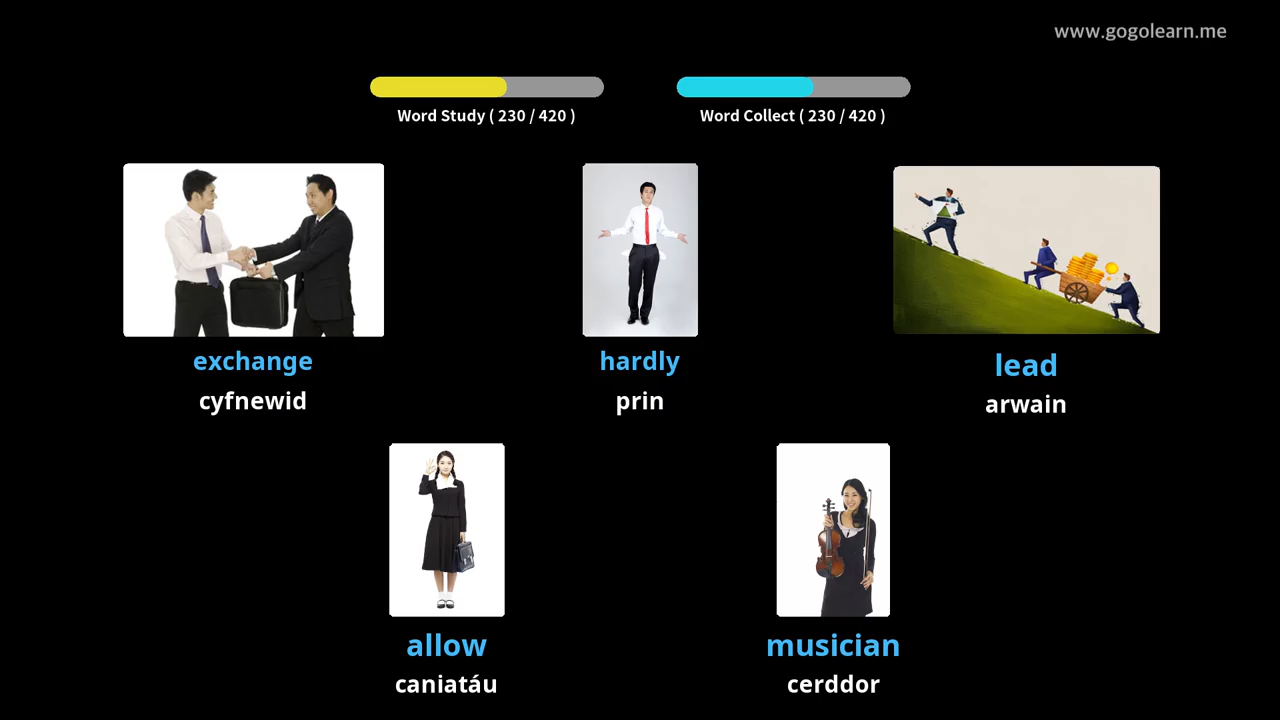 www.gogolearn.me
Word Study ( 230 / 420 )
Word Collect ( 230 / 420 )
exchange
cyfnewid
hardly
prin
lead
arwain
allow
caniatáu
musician
cerddor